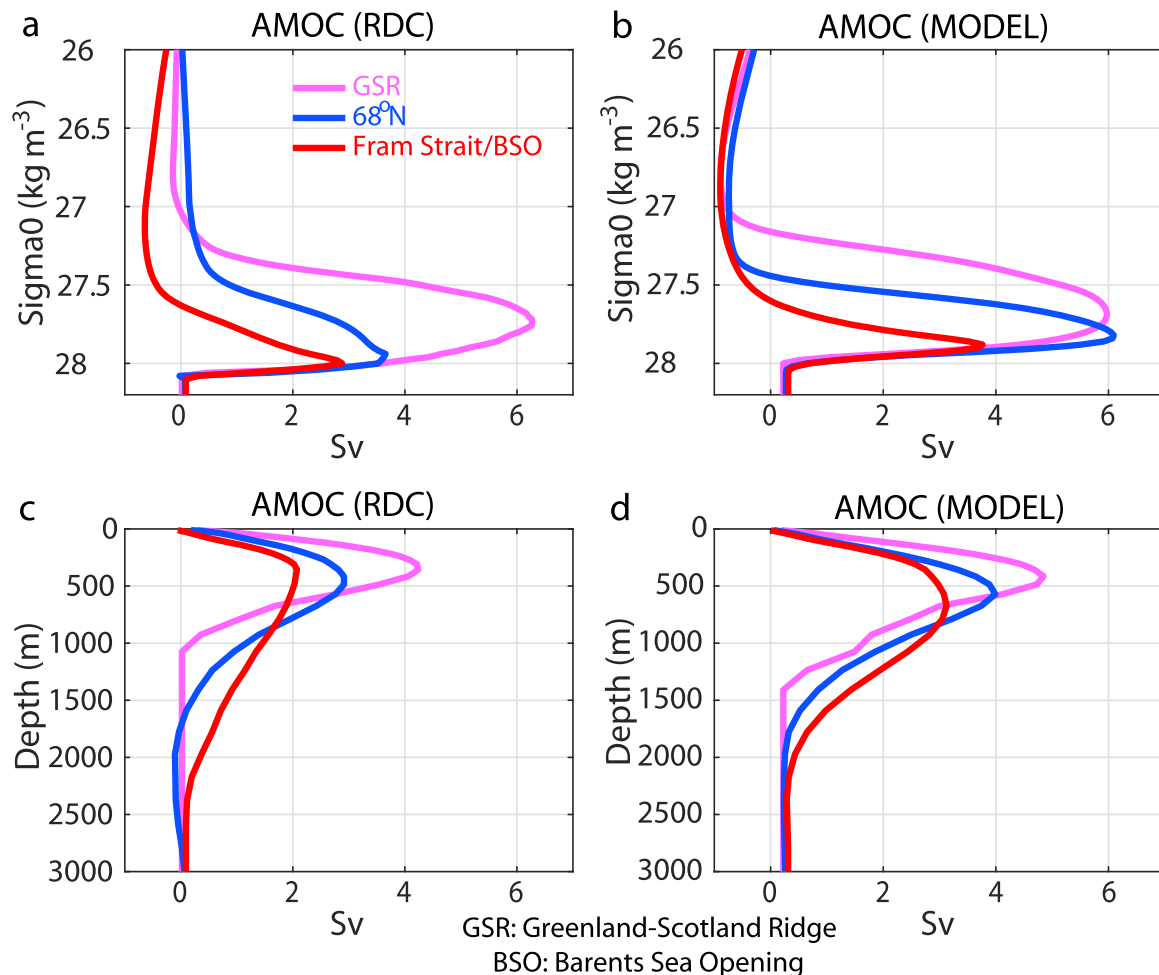 a
AMOC (RDC)
26
26.5
27
27.5
28
Sigma0 (kg m⁻³)
GSR
68°N
Fram Strait/BSO
0 2 4 6
Sv
b
AMOC (MODEL)
26
26.5
27
27.5
28
Sigma0 (kg m⁻³)
0 2 4 6
Sv
c
AMOC (RDC)
0
500
1000
1500
2000
2500
3000
Depth (m)
0 2 4 6
Sv
d
AMOC (MODEL)
0
500
1000
1500
2000
2500
3000
Depth (m)
0 2 4 6
Sv
GSR: Greenland-Scotland Ridge
BSO: Barents Sea Opening